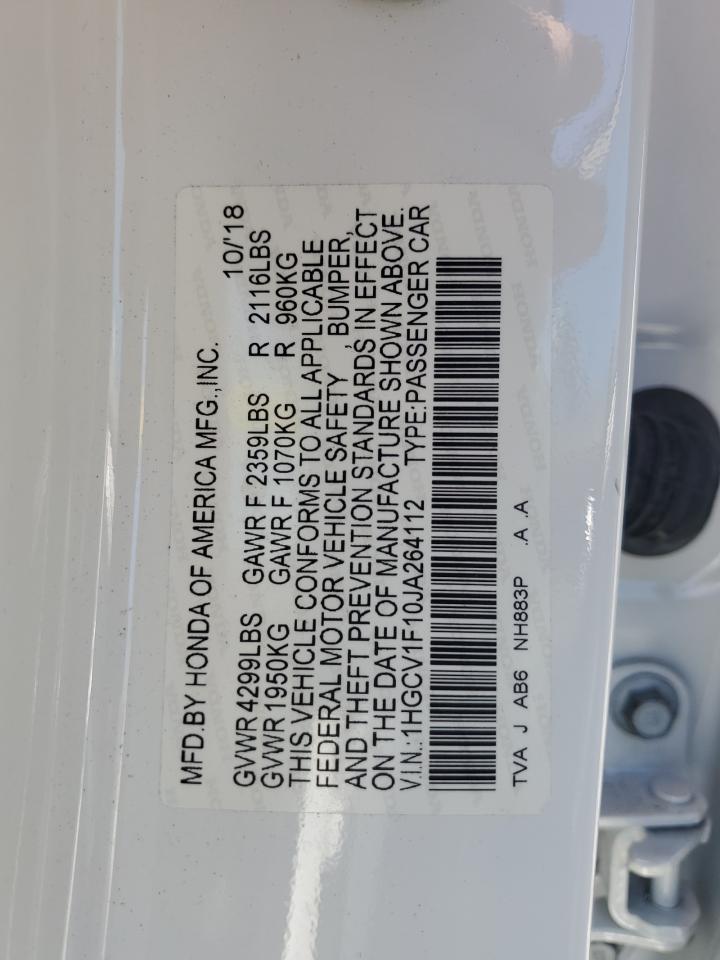 MFD.BY HONDA OF AMERICA MFG.,INC. 10/'18
GVWR 4299LBS GAWR F 2359LBS R 2116LBS
GVWR 1950KG GAWR F 1070KG R 960KG
THIS VEHICLE CONFORMS TO ALL APPLICABLE
FEDERAL MOTOR VEHICLE SAFETY , BUMPER,
AND THEFT PREVENTION STANDARDS, IN EFFECT
ON THE DATE OF MANUFACTURE SHOWN ABOVE.
V.I.N.:1HGCV1F10JA264112 TYPE:PASSENGER CAR
TVA J AB6 NH883P .A .A